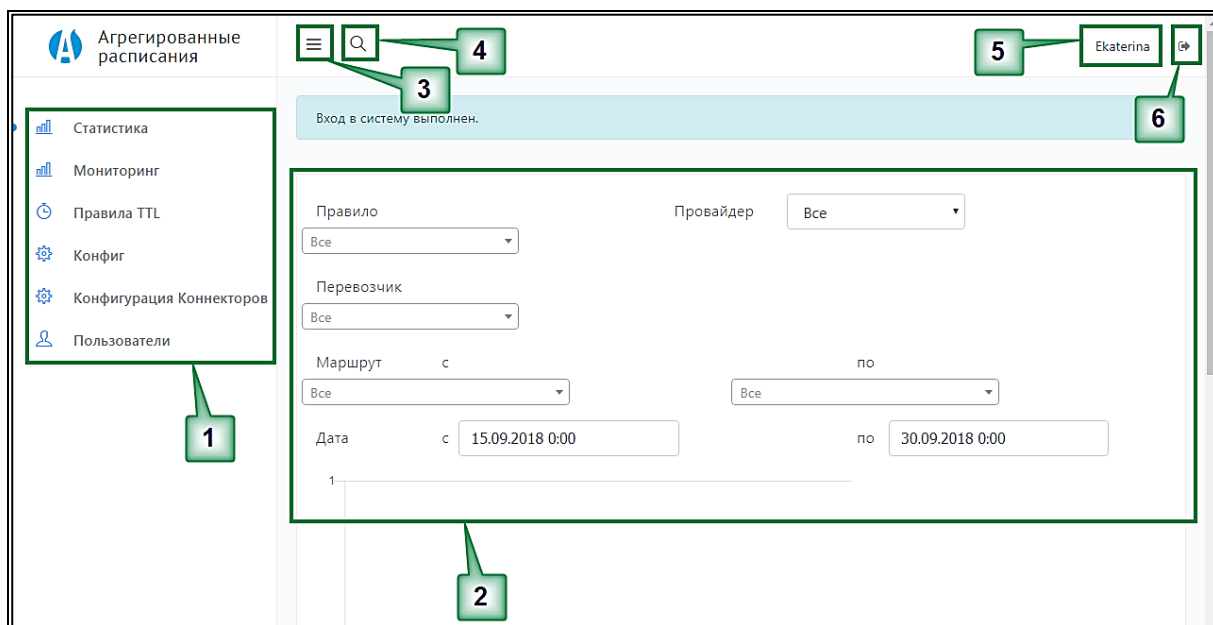 Агрегированные
расписания
4
5
Ekaterina
3
6
Вход в систему выполнен.
Статистика
Мониторинг
Правила TTL
Конфиг
Конфигурация Коннекторов
Пользователи
1
Правило
Провайдер
Все
Все
Перевозчик
Все
Маршрут с по
Все
Все
Дата с 15.09.2018 0:00 по 30.09.2018 0:00
1
2